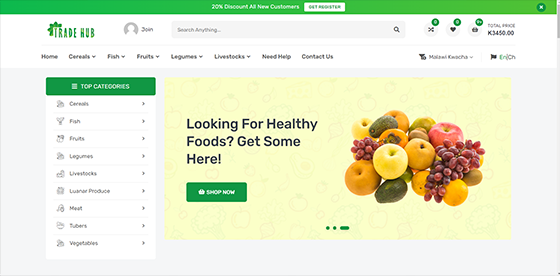 20% Discount All New Customers GET REGISTER
TRADE HUB
Join
Search Anything...
0 0 9+
TOTAL PRICE
K3450.00
Home Cereals Fish Fruits Legumes Livestocks Need Help Contact Us
Malawi Kwacha En|Ch
TOP CATEGORIES
Cereals
Fish
Fruits
Legumes
Livestocks
Luanar Produce
Meat
Tubers
Vegetables
Looking For Healthy
Foods? Get Some
Here!
SHOP NOW